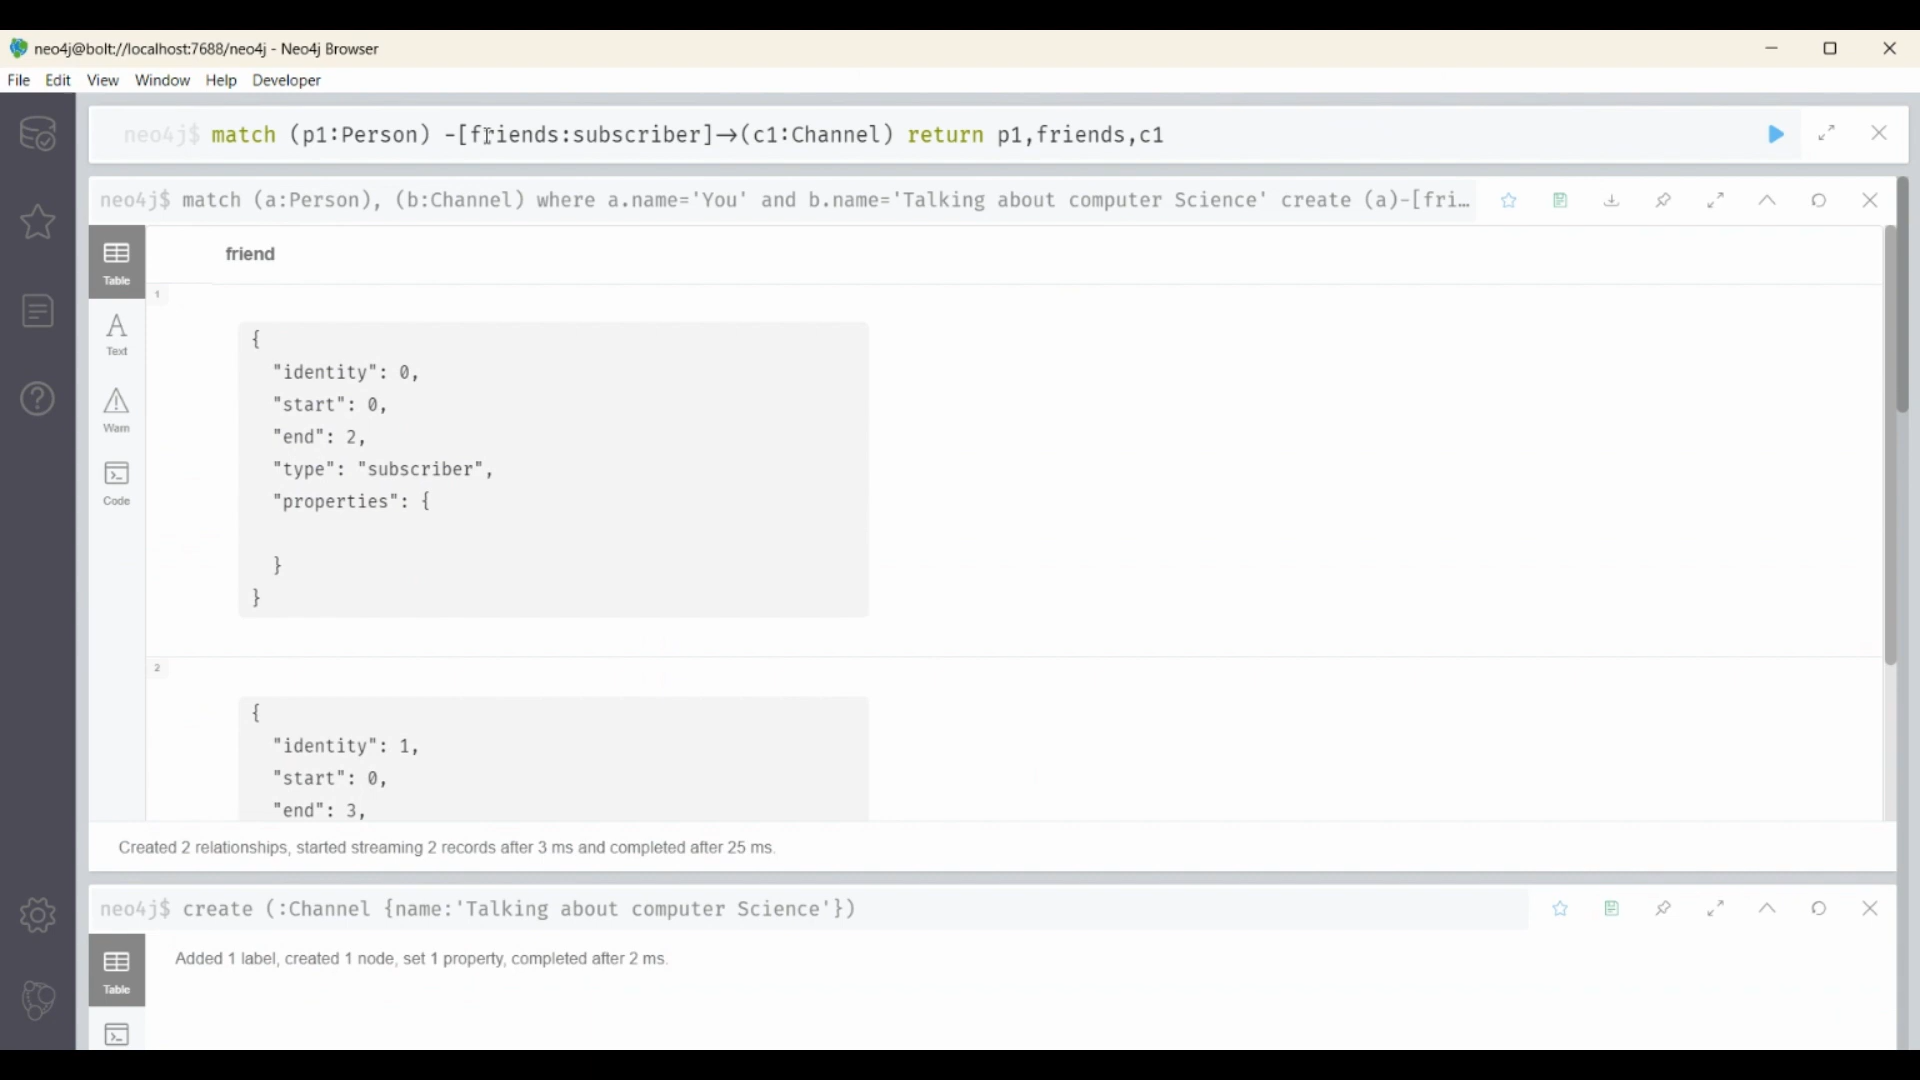 neo4j@bolt://localhost:7688/neo4j - Neo4j Browser
File Edit View Window Help Developer
neo4j$ match (p1:Person) -[friends:subscriber]→(c1:Channel) return p1,friends,c1
neo4j$ match (a:Person), (b:Channel) where a.name='You' and b.name='Talking about computer Science' create (a)-[fri…
Table
friend
1
Text
{
"identity": 0,
"start": 0,
"end": 2,
Warn
"type": "subscriber",
"properties": {
Code
}
}
2
{
"identity": 1,
"start": 0,
"end": 3,
Created 2 relationships, started streaming 2 records after 3 ms and completed after 25 ms.
neo4j$ create (:Channel {name:'Talking about computer Science'})
Added 1 label, created 1 node, set 1 property, completed after 2 ms.
Table